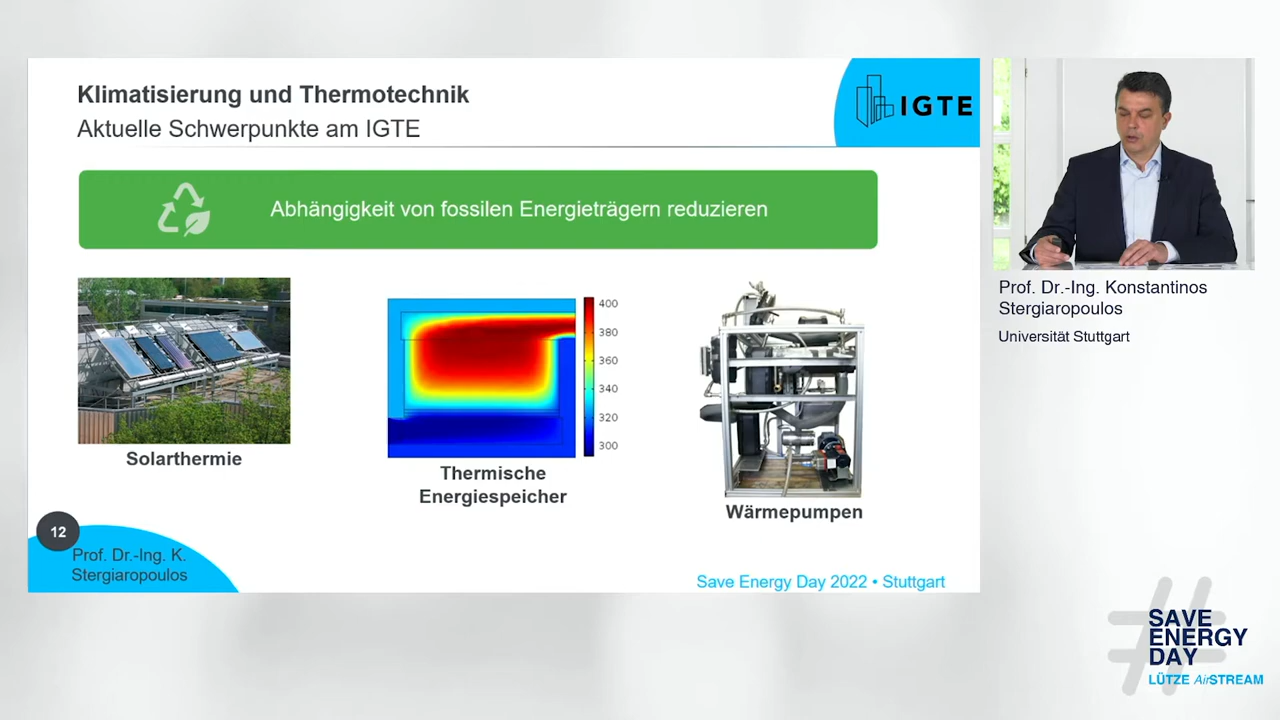 Klimatisierung und Thermotechnik
Aktuelle Schwerpunkte am IGTE
IGTE
Abhängigkeit von fossilen Energieträgern reduzieren
400
380
360
340
320
300
Solarthermie
Thermische
Energiespeicher
Wärmepumpen
12
Prof. Dr.-Ing. K.
Stergiaropoulos
Save Energy Day 2022 • Stuttgart
Prof. Dr.-Ing. Konstantinos
Stergiaropoulos
Universität Stuttgart
#
SAVE
ENERGY
DAY
LÜTZE AirSTREAM